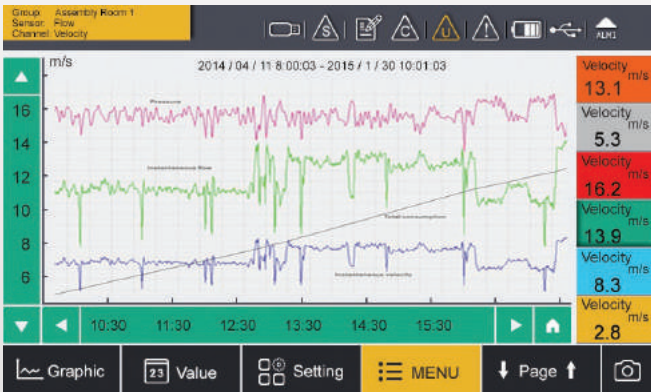 Group: Assembly Room 1
Sensor: Flow
Channel: Velocity
S
C
U
ALM1
m/s
2014 / 04 / 11 8:00:03 - 2015 / 1 / 30 10:01:03
16
14
12
10
8
6
Pressure
Instantaneous flow
Total consumption
Instantaneous velocity
Velocity
m/s
13.1
Velocity
m/s
5.3
Velocity
m/s
16.2
Velocity
m/s
13.9
Velocity
m/s
8.3
Velocity
m/s
2.8
10:30 11:30 12:30 13:30 14:30 15:30
Graphic 23 Value Setting MENU Page